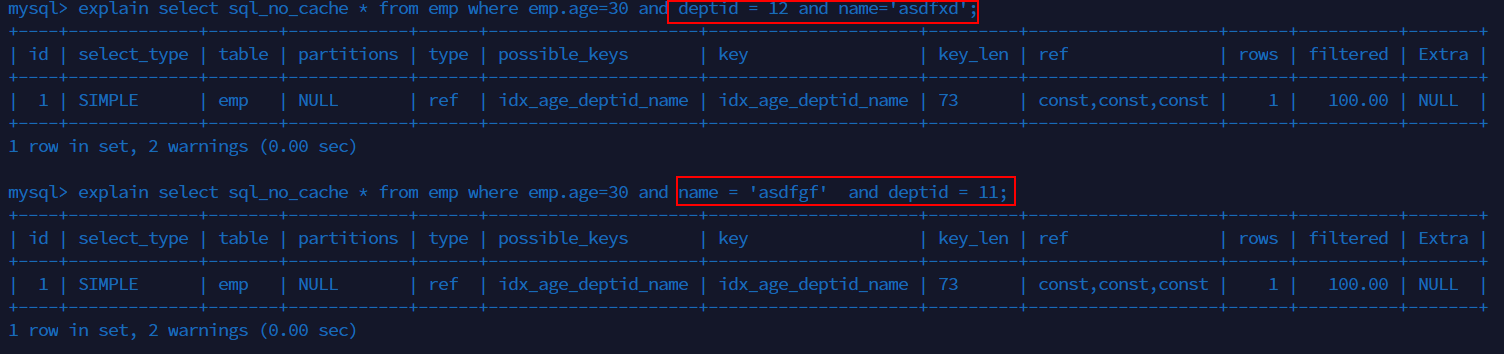 mysql> explain select sql_no_cache * from emp where emp.age=30 and deptid = 12 and name='asdfxd';
+----+-------------+-------+------------+------+---------------------+---------------------+---------+-------------------+------+----------+-------+
| id | select_type | table | partitions | type | possible_keys       | key                 | key_len | ref               | rows | filtered | Extra |
+----+-------------+-------+------------+------+---------------------+---------------------+---------+-------------------+------+----------+-------+
|  1 | SIMPLE      | emp   | NULL       | ref  | idx_age_deptid_name | idx_age_deptid_name | 73      | const,const,const |    1 |   100.00 | NULL  |
+----+-------------+-------+------------+------+---------------------+---------------------+---------+-------------------+------+----------+-------+
1 row in set, 2 warnings (0.00 sec)
mysql> explain select sql_no_cache * from emp where emp.age=30 and name = 'asdfgf'  and deptid = 11;
+----+-------------+-------+------------+------+---------------------+---------------------+---------+-------------------+------+----------+-------+
| id | select_type | table | partitions | type | possible_keys       | key                 | key_len | ref               | rows | filtered | Extra |
+----+-------------+-------+------------+------+---------------------+---------------------+---------+-------------------+------+----------+-------+
|  1 | SIMPLE      | emp   | NULL       | ref  | idx_age_deptid_name | idx_age_deptid_name | 73      | const,const,const |    1 |   100.00 | NULL  |
+----+-------------+-------+------------+------+---------------------+---------------------+---------+-------------------+------+----------+-------+
1 row in set, 2 warnings (0.00 sec)